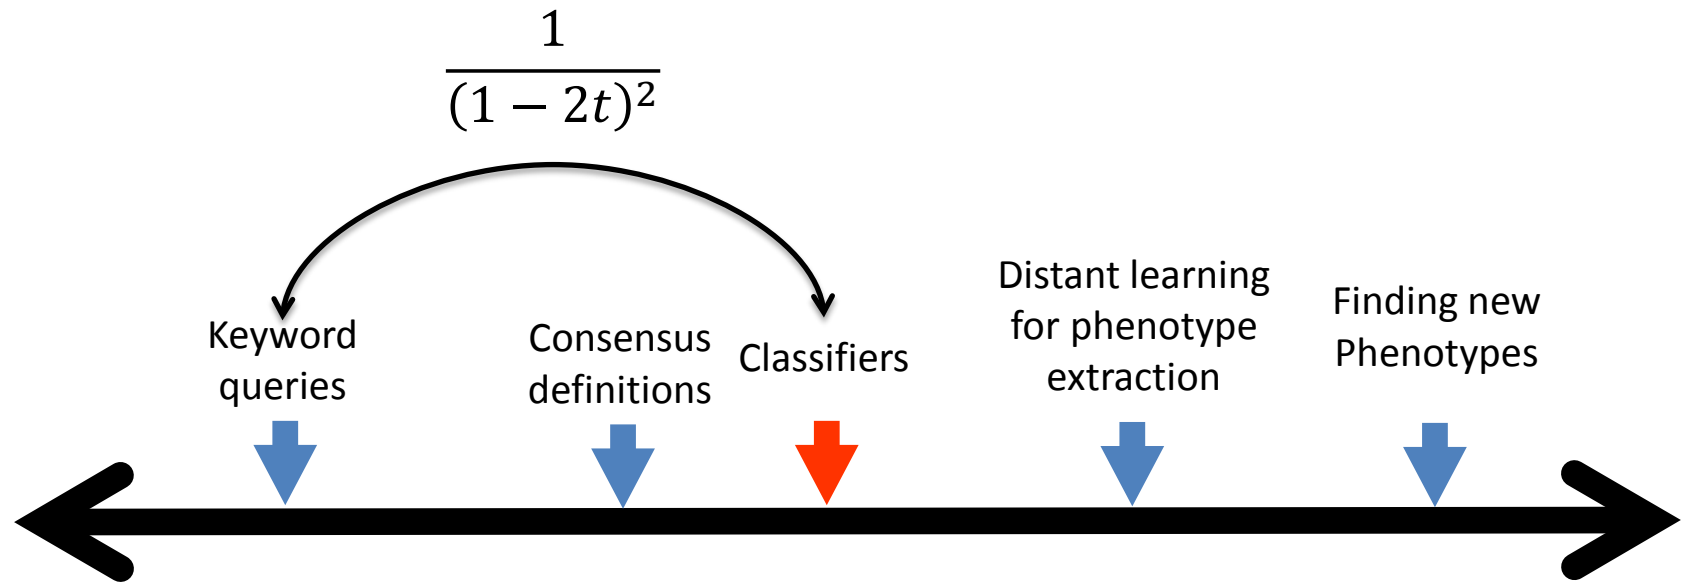 1
(1 − 2t)²
Keyword
queries
Consensus
definitions
Classifiers
Distant learning
for phenotype
extraction
Finding new
Phenotypes